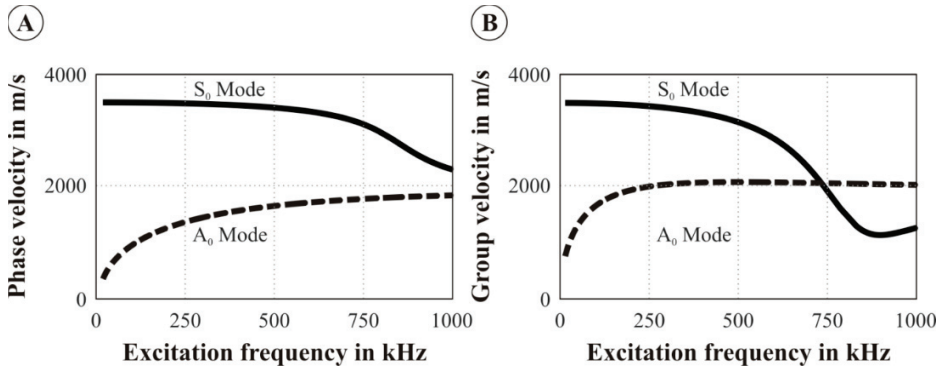 A
Phase velocity in m/s
4000
2000
0
S₀ Mode
A₀ Mode
0 250 500 750 1000
Excitation frequency in kHz
B
Group velocity in m/s
4000
2000
0
S₀ Mode
A₀ Mode
0 250 500 750 1000
Excitation frequency in kHz